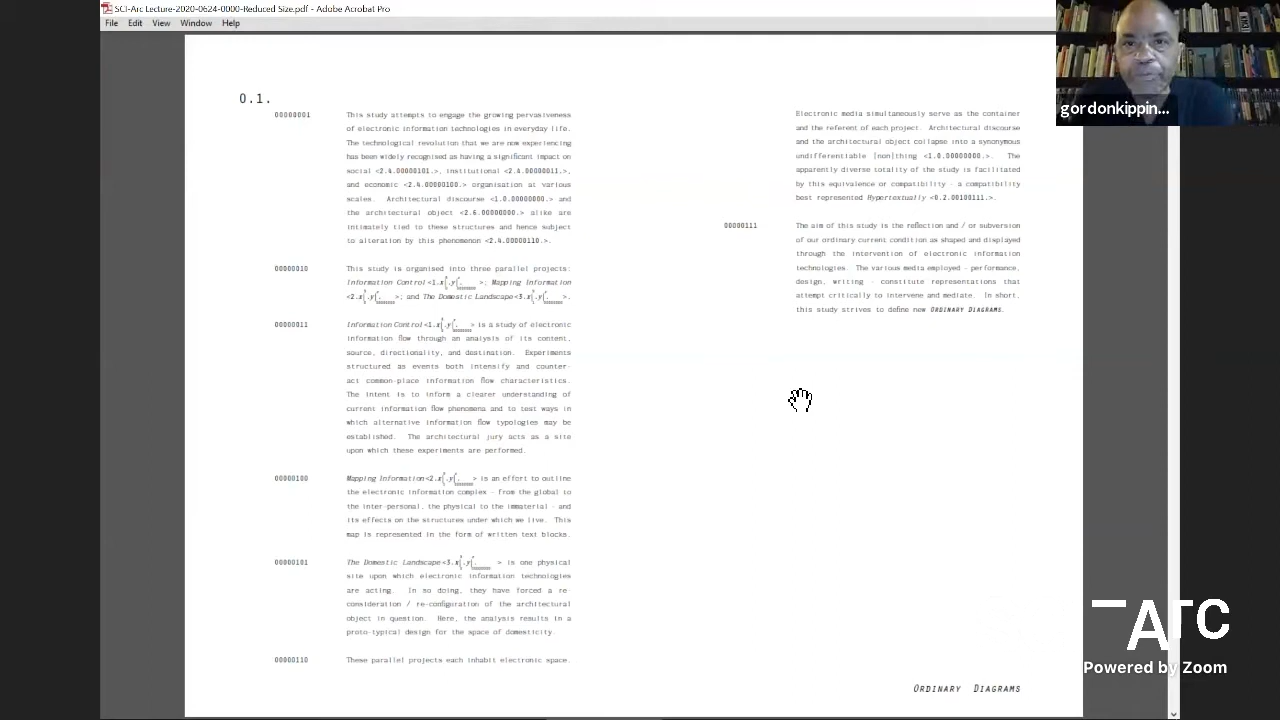 SCI-Arc Lecture-2020-0624-0000-Reduced Size.pdf - Adobe Acrobat Pro
File Edit View Window Help
gordonkippin...
0.1.
00000001
This study attempts to engage the growing pervasiveness
of electronic information technologies in everyday life.
The technological revolution that we are now experiencing
has been widely recognised as having a significant impact on
social <2.4.00000101.>, institutional <2.4.00000011.>,
and economic <2.4.00000100.> organisation at various
scales. Architectural discourse <1.0.00000000.> and
the architectural object <2.6.00000000.> alike are
intimately tied to these structures and hence subject
to alteration by this phenomenon <2.4.00000110.>.
00000010
This study is organised into three parallel projects:
Information Control <1.x .y . >; Mapping Information
<2.x .y . >; and The Domestic Landscape <3.x .y . >.
00000011
Information Control <1.x .y . > is a study of electronic
information flow through an analysis of its content,
source, directionality, and destination. Experiments
structured as events both intensify and counter-
act common-place information flow characteristics.
The intent is to inform a clearer understanding of
current information flow phenomena and to test ways in
which alternative information flow typologies may be
established. The architectural jury acts as a site
upon which these experiments are performed.
00000100
Mapping Information <2.x .y . > is an effort to outline
the electronic information complex - from the global to
the inter-personal, the physical to the immaterial - and
its effects on the structures under which we live. This
map is represented in the form of written text blocks.
00000101
The Domestic Landscape <3.x .y . > is one physical
site upon which electronic information technologies
are acting. In so doing, they have forced a re-
consideration / re-configuration of the architectural
object in question. Here, the analysis results in a
proto-typical design for the space of domesticity.
00000110
These parallel projects each inhabit electronic space.
Electronic media simultaneously serve as the container
and the referent of each project. Architectural discourse
and the architectural object collapse into a synonymous
undifferentiable [non]thing <1.0.00000000.>. The
apparently diverse totality of the study is facilitated
by this equivalence or compatibility - a compatibility
best represented Hypertextually <0.2.00100111.>.
00000111
The aim of this study is the reflection and / or subversion
of our ordinary current condition as shaped and displayed
through the intervention of electronic information
technologies. The various media employed - performance,
design, writing - constitute representations that
attempt critically to intervene and mediate. In short,
this study strives to define new ORDINARY DIAGRAMS.
ORDINARY DIAGRAMS
ARC
Powered by Zoom